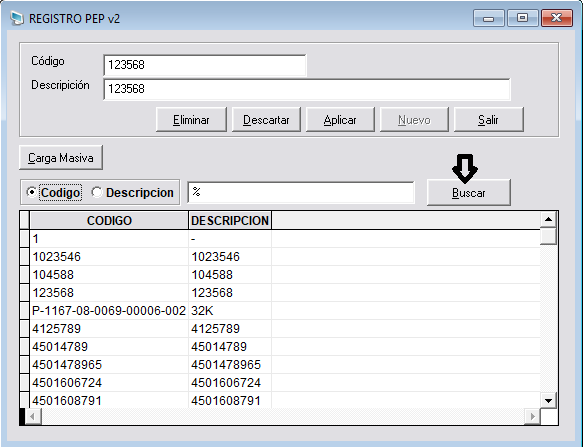 REGISTRO PEP v2
Código 123568
Descripición 123568
Eliminar Descartar Aplicar Nuevo Salir
Carga Masiva
Codigo Descripcion % Buscar
CODIGO DESCRIPCION
1 -
1023546 1023546
104588 104588
123568 123568
P-1167-08-0069-00006-002 32K
4125789 4125789
45014789 45014789
4501478965 4501478965
4501606724 4501606724
4501608791 4501608791